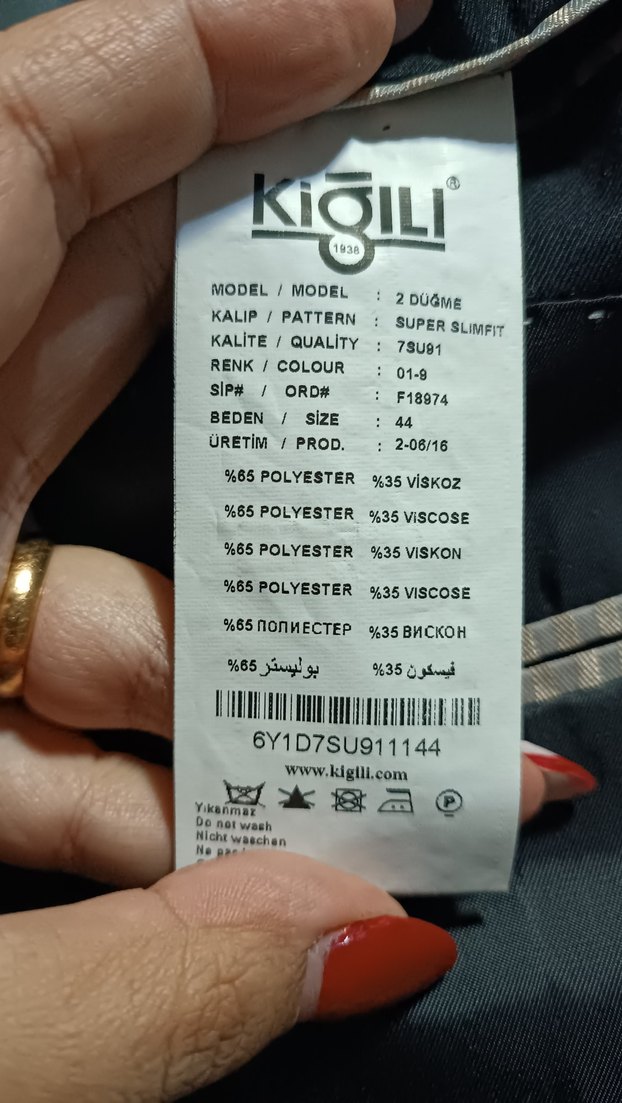 KİĞILI ®
1938
MODEL / MODEL : 2 DÜĞME
KALIP / PATTERN : SUPER SLIMFIT
KALİTE / QUALITY : 7SU91
RENK / COLOUR : 01-9
SİP# / ORD# : F18974
BEDEN / SIZE : 44
ÜRETİM / PROD. : 2-06/16
%65 POLYESTER %35 VİSKOZ
%65 POLYESTER %35 VİSCOSE
%65 POLYESTER %35 VISKON
%65 POLYESTER %35 VISCOSE
%65 ПОЛИЕСТЕР %35 ВИСКОН
%65 بوليستر %35 فيسكون
6Y1D7SU911144
www.kigili.com
P
Yıkanmaz
Do not wash
Nicht waschen
Ne